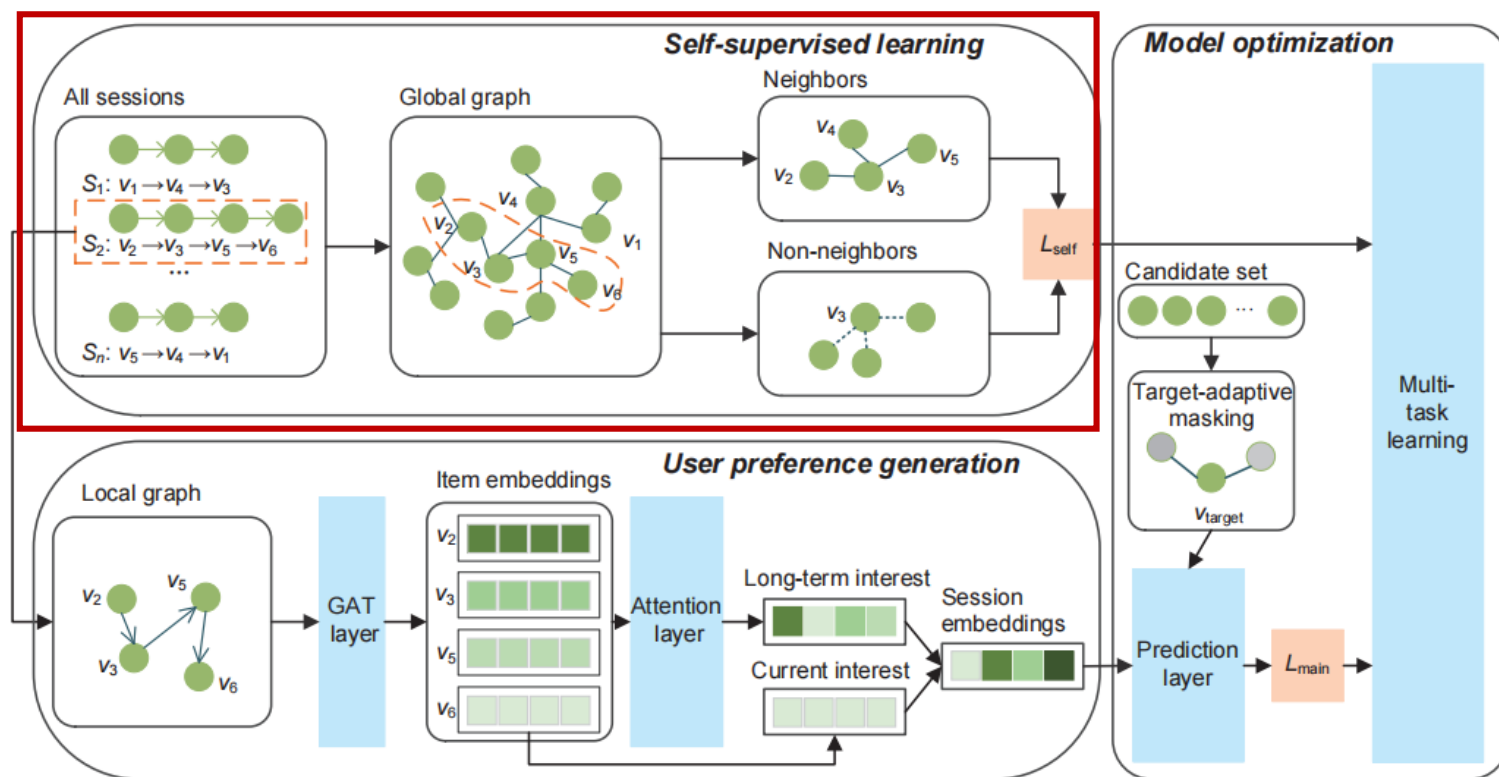 Self-supervised learning
All sessions
S1: v1→v4→v3
S2: v2→v3→v5→v6
...
Sn: v5→v4→v1
Global graph
v4
v2
v1
v5
v3
v6
Neighbors
v4
v5
v2
v3
Non-neighbors
v3
Lself
User preference generation
Local graph
v2
v5
v3
v6
GAT
layer
Item embeddings
v2
v3
v5
v6
Attention
layer
Long-term interest
Current interest
Session
embeddings
Model optimization
Candidate set
...
Target-adaptive
masking
vtarget
Prediction
layer
Lmain
Multi-
task
learning